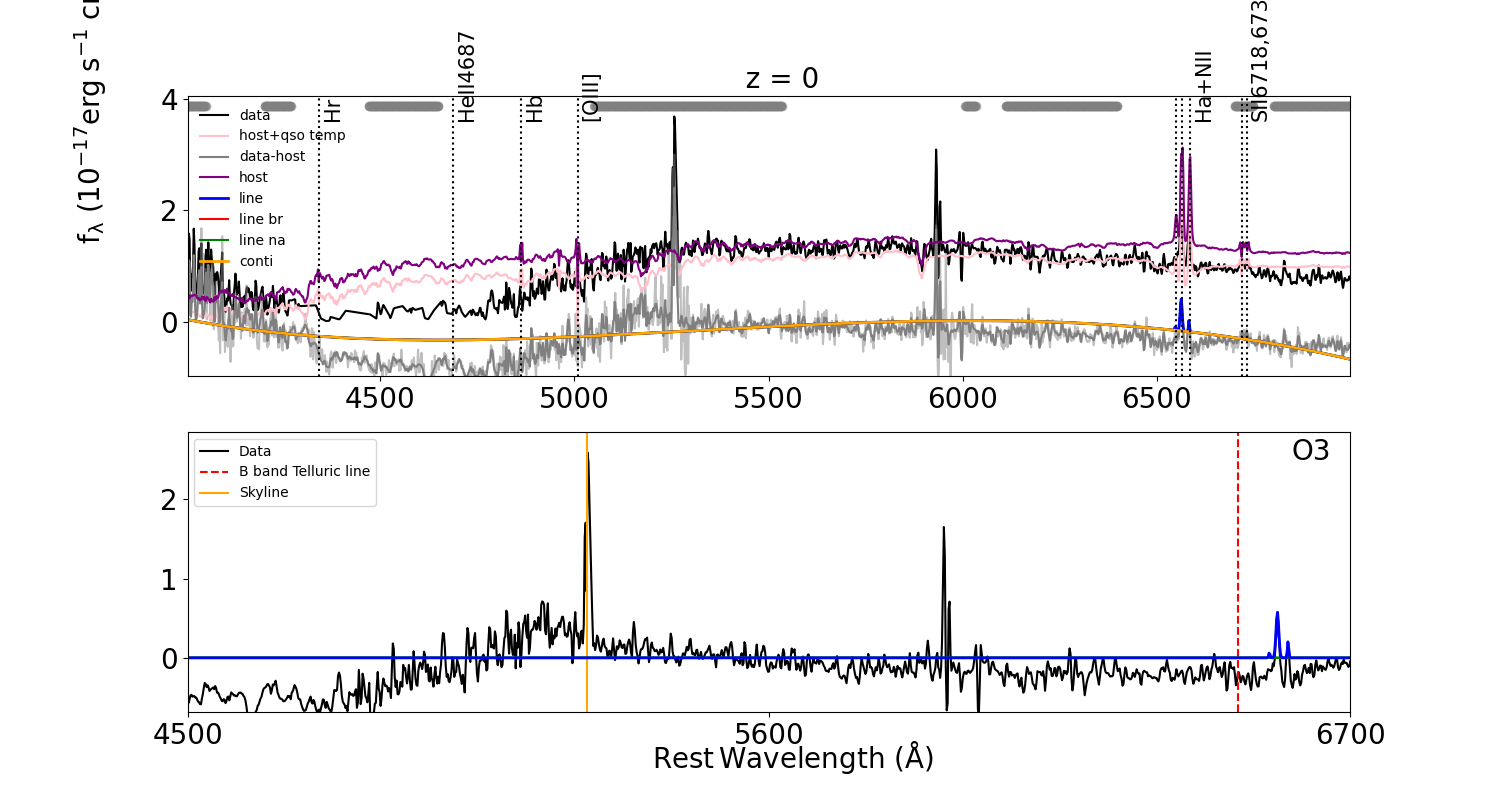 z = 0
Hr
HeII4687
Hb
[OIII]
Ha+NII
SII6718,673
fλ (10⁻¹⁷erg s⁻¹
4
2
0
data
host+qso temp
data-host
host
line
line br
line na
conti
4500 5000 5500 6000 6500
O3
Data
B band Telluric line
Skyline
2
1
0
4500 5600 6700
Rest Wavelength (Å)